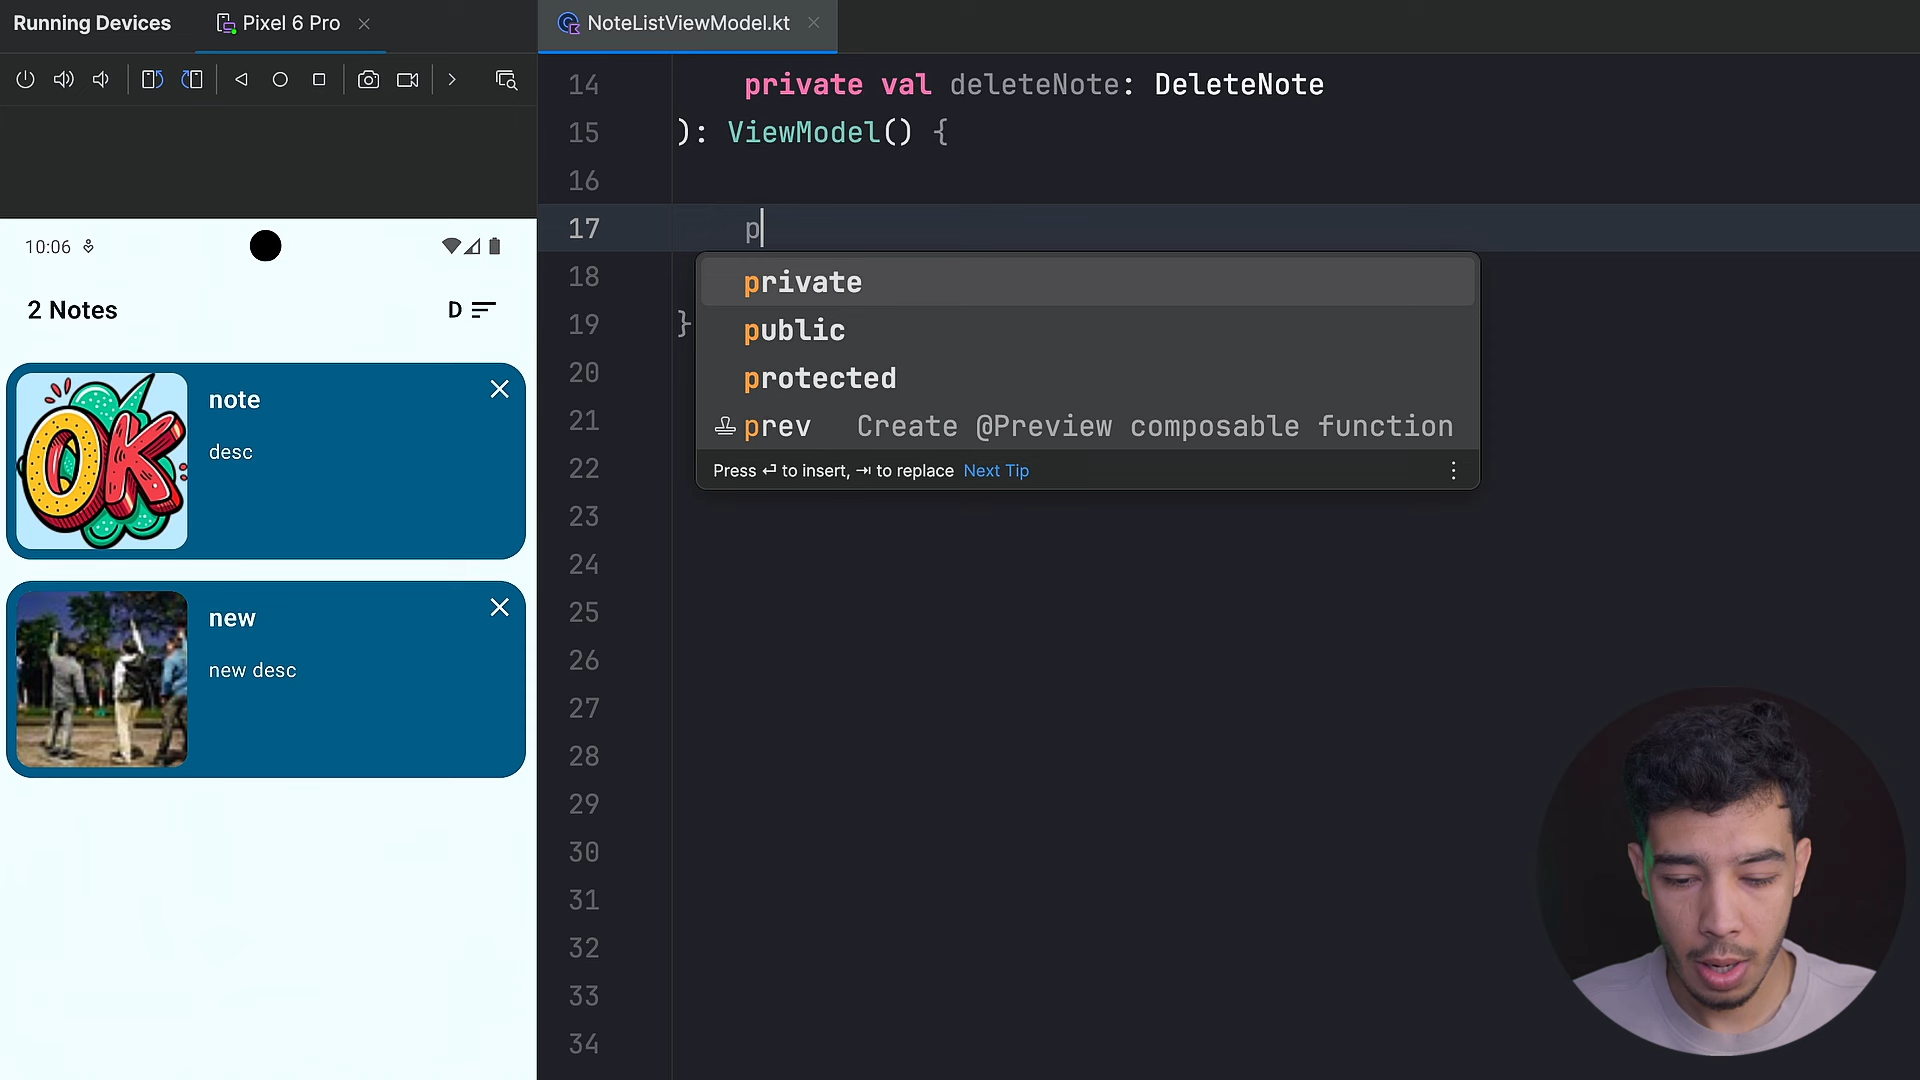 Running Devices
Pixel 6 Pro
NoteListViewModel.kt
10:06
2 Notes
D
note
desc
OK
new
new desc
14 private val deleteNote: DeleteNote
15 ): ViewModel() {
16
17 p
18
19 }
20
21
22
23
24
25
26
27
28
29
30
31
32
33
34
private
public
protected
prev Create @Preview composable function
Press ↵ to insert, ⇥ to replace Next Tip